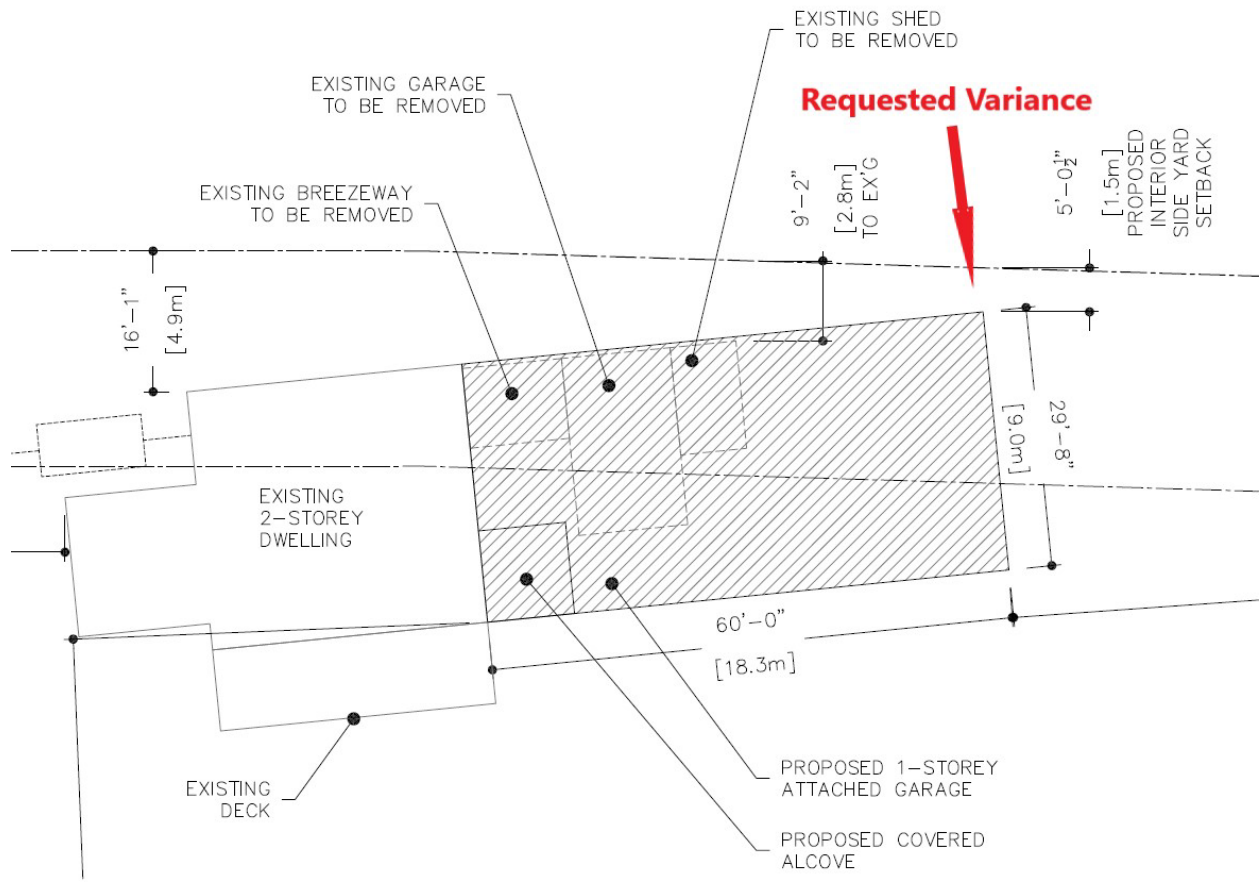 EXISTING SHED
TO BE REMOVED
EXISTING GARAGE
TO BE REMOVED
Requested Variance
EXISTING BREEZEWAY
TO BE REMOVED
9'-2"
[2.8m]
TO EX'G
5'-0½"
[1.5m]
PROPOSED
INTERIOR
SIDE YARD
SETBACK
16'-1"
[4.9m]
29'-8"
[9.0m]
EXISTING
2-STOREY
DWELLING
60'-0"
[18.3m]
EXISTING
DECK
PROPOSED 1-STOREY
ATTACHED GARAGE
PROPOSED COVERED
ALCOVE